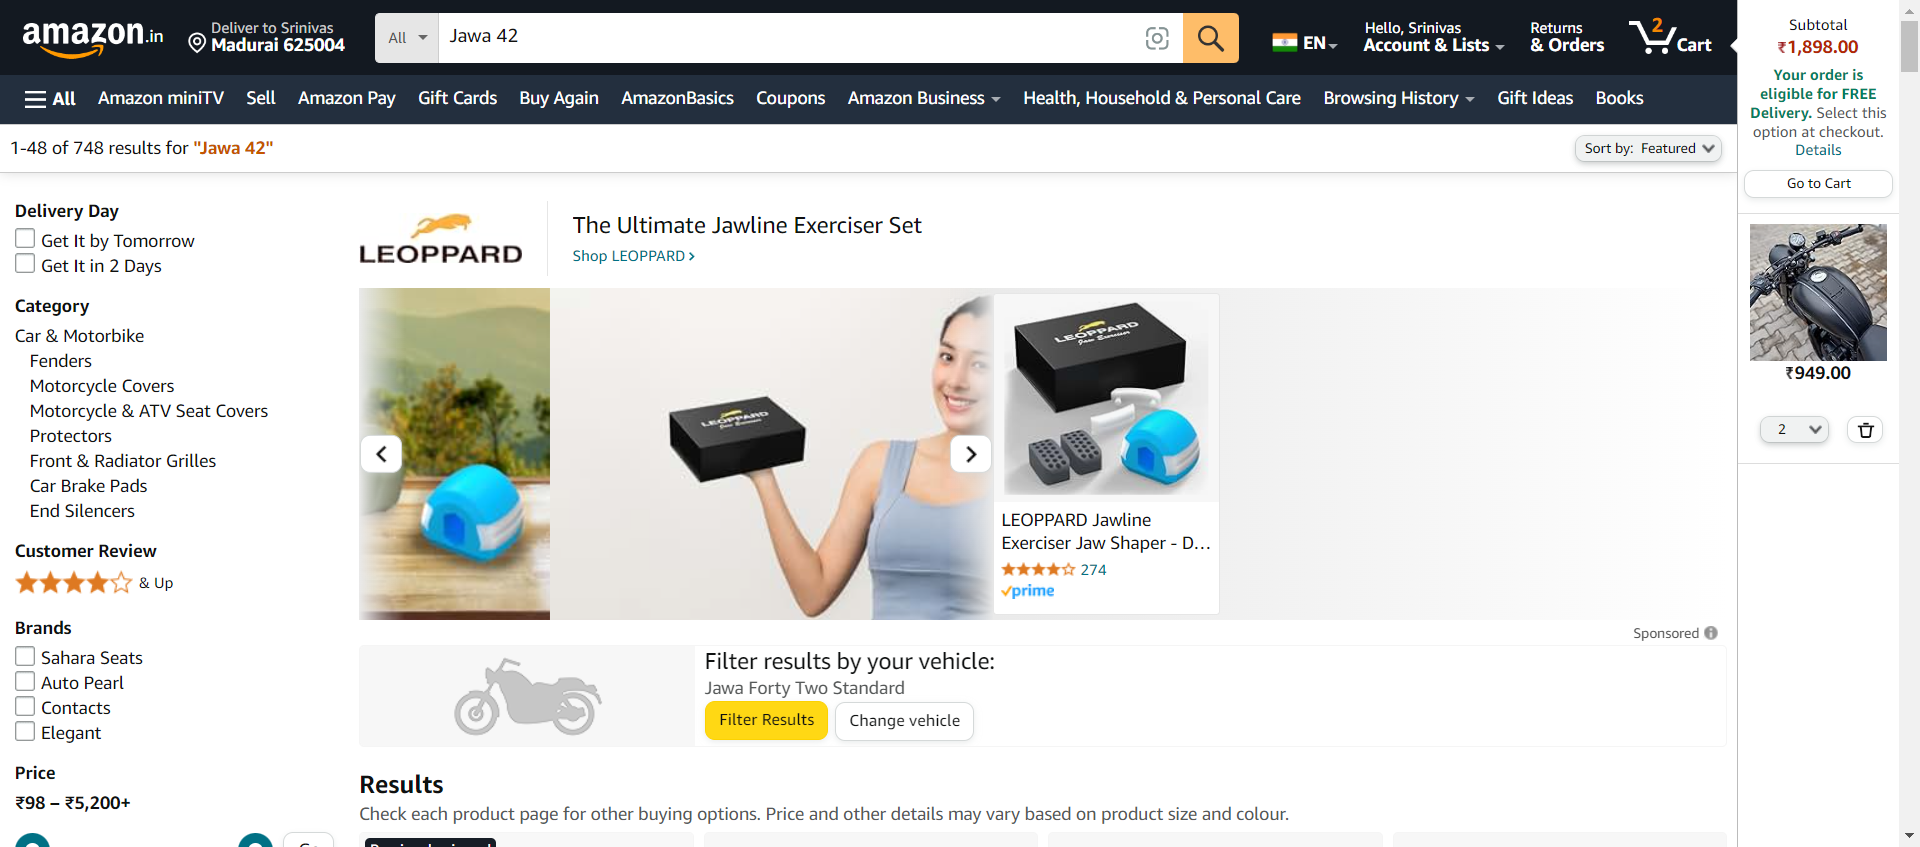 amazon.in
Deliver to Srinivas
Madurai 625004
All
Jawa 42
EN
Hello, Srinivas
Account & Lists
Returns
& Orders
2
Cart
All
Amazon miniTV
Sell
Amazon Pay
Gift Cards
Buy Again
AmazonBasics
Coupons
Amazon Business
Health, Household & Personal Care
Browsing History
Gift Ideas
Books
Subtotal
₹1,898.00
Your order is
eligible for FREE
Delivery. Select this
option at checkout.
Details
Go to Cart
₹949.00
2
1-48 of 748 results for "Jawa 42"
Sort by: Featured
Delivery Day
Get It by Tomorrow
Get It in 2 Days
Category
Car & Motorbike
Fenders
Motorcycle Covers
Motorcycle & ATV Seat Covers
Protectors
Front & Radiator Grilles
Car Brake Pads
End Silencers
Customer Review
& Up
Brands
Sahara Seats
Auto Pearl
Contacts
Elegant
Price
₹98 – ₹5,200+
LEOPPARD
The Ultimate Jawline Exerciser Set
Shop LEOPPARD
LEOPPARD
Jaw Exerciser
LEOPPARD
Jaw Exerciser
LEOPPARD Jawline
Exerciser Jaw Shaper - D...
274
prime
Sponsored
Filter results by your vehicle:
Jawa Forty Two Standard
Filter Results
Change vehicle
Results
Check each product page for other buying options. Price and other details may vary based on product size and colour.